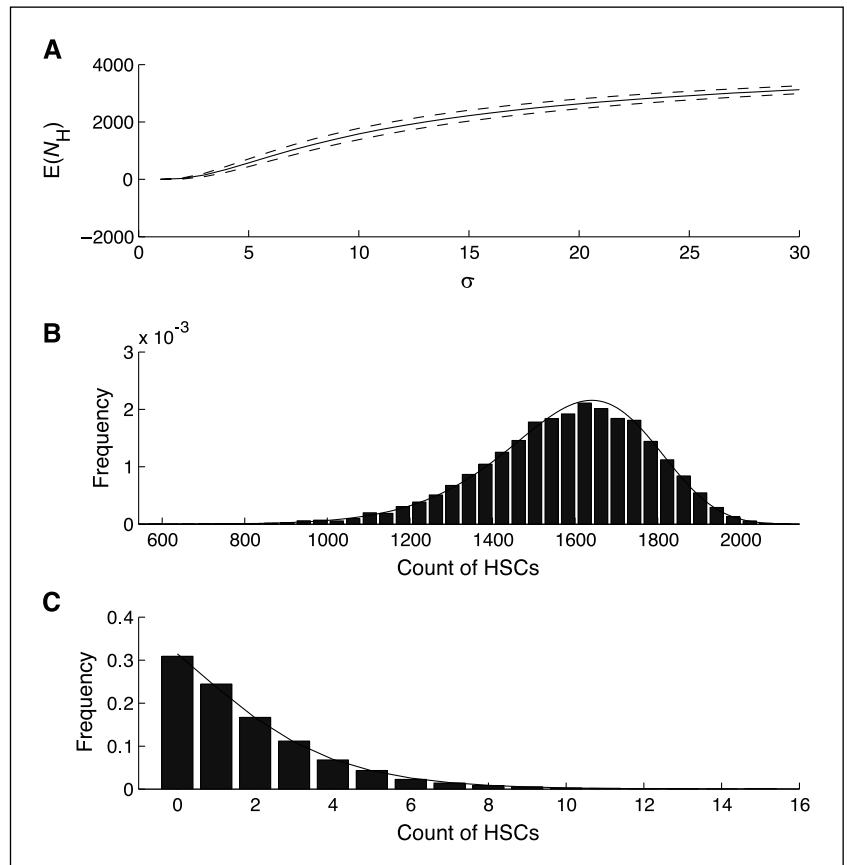 A
4000
2000
0
−2000
E(N_H)
0 5 10 15 20 25 30
σ
B
x 10^-3
3
2
1
0
Frequency
600 800 1000 1200 1400 1600 1800 2000
Count of HSCs
C
0.4
0.3
0.2
0.1
0
Frequency
0 2 4 6 8 10 12 14 16
Count of HSCs